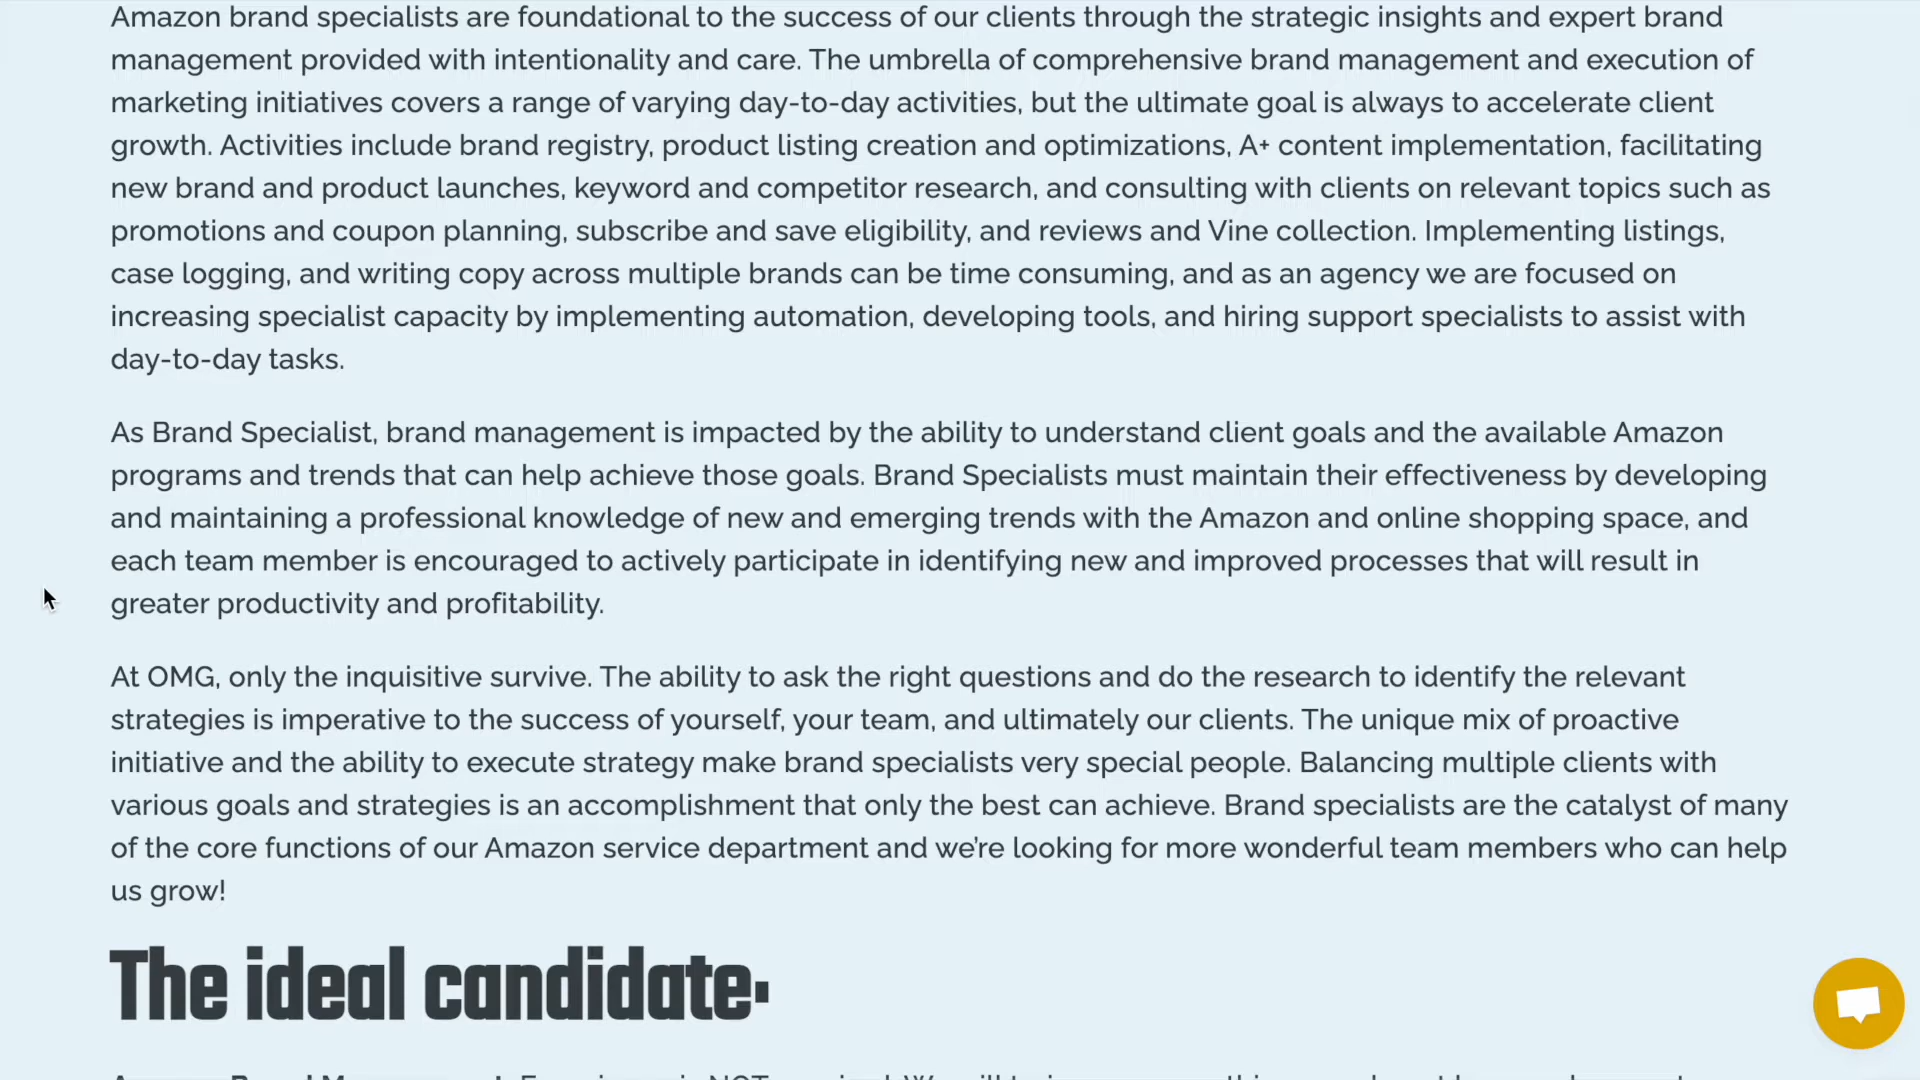 Amazon brand specialists are foundational to the success of our clients through the strategic insights and expert brand
management provided with intentionality and care. The umbrella of comprehensive brand management and execution of
marketing initiatives covers a range of varying day-to-day activities, but the ultimate goal is always to accelerate client
growth. Activities include brand registry, product listing creation and optimizations, A+ content implementation, facilitating
new brand and product launches, keyword and competitor research, and consulting with clients on relevant topics such as
promotions and coupon planning, subscribe and save eligibility, and reviews and Vine collection. Implementing listings,
case logging, and writing copy across multiple brands can be time consuming, and as an agency we are focused on
increasing specialist capacity by implementing automation, developing tools, and hiring support specialists to assist with
day-to-day tasks.
As Brand Specialist, brand management is impacted by the ability to understand client goals and the available Amazon
programs and trends that can help achieve those goals. Brand Specialists must maintain their effectiveness by developing
and maintaining a professional knowledge of new and emerging trends with the Amazon and online shopping space, and
each team member is encouraged to actively participate in identifying new and improved processes that will result in
greater productivity and profitability.
At OMG, only the inquisitive survive. The ability to ask the right questions and do the research to identify the relevant
strategies is imperative to the success of yourself, your team, and ultimately our clients. The unique mix of proactive
initiative and the ability to execute strategy make brand specialists very special people. Balancing multiple clients with
various goals and strategies is an accomplishment that only the best can achieve. Brand specialists are the catalyst of many
of the core functions of our Amazon service department and we’re looking for more wonderful team members who can help
us grow!
The ideal candidate: